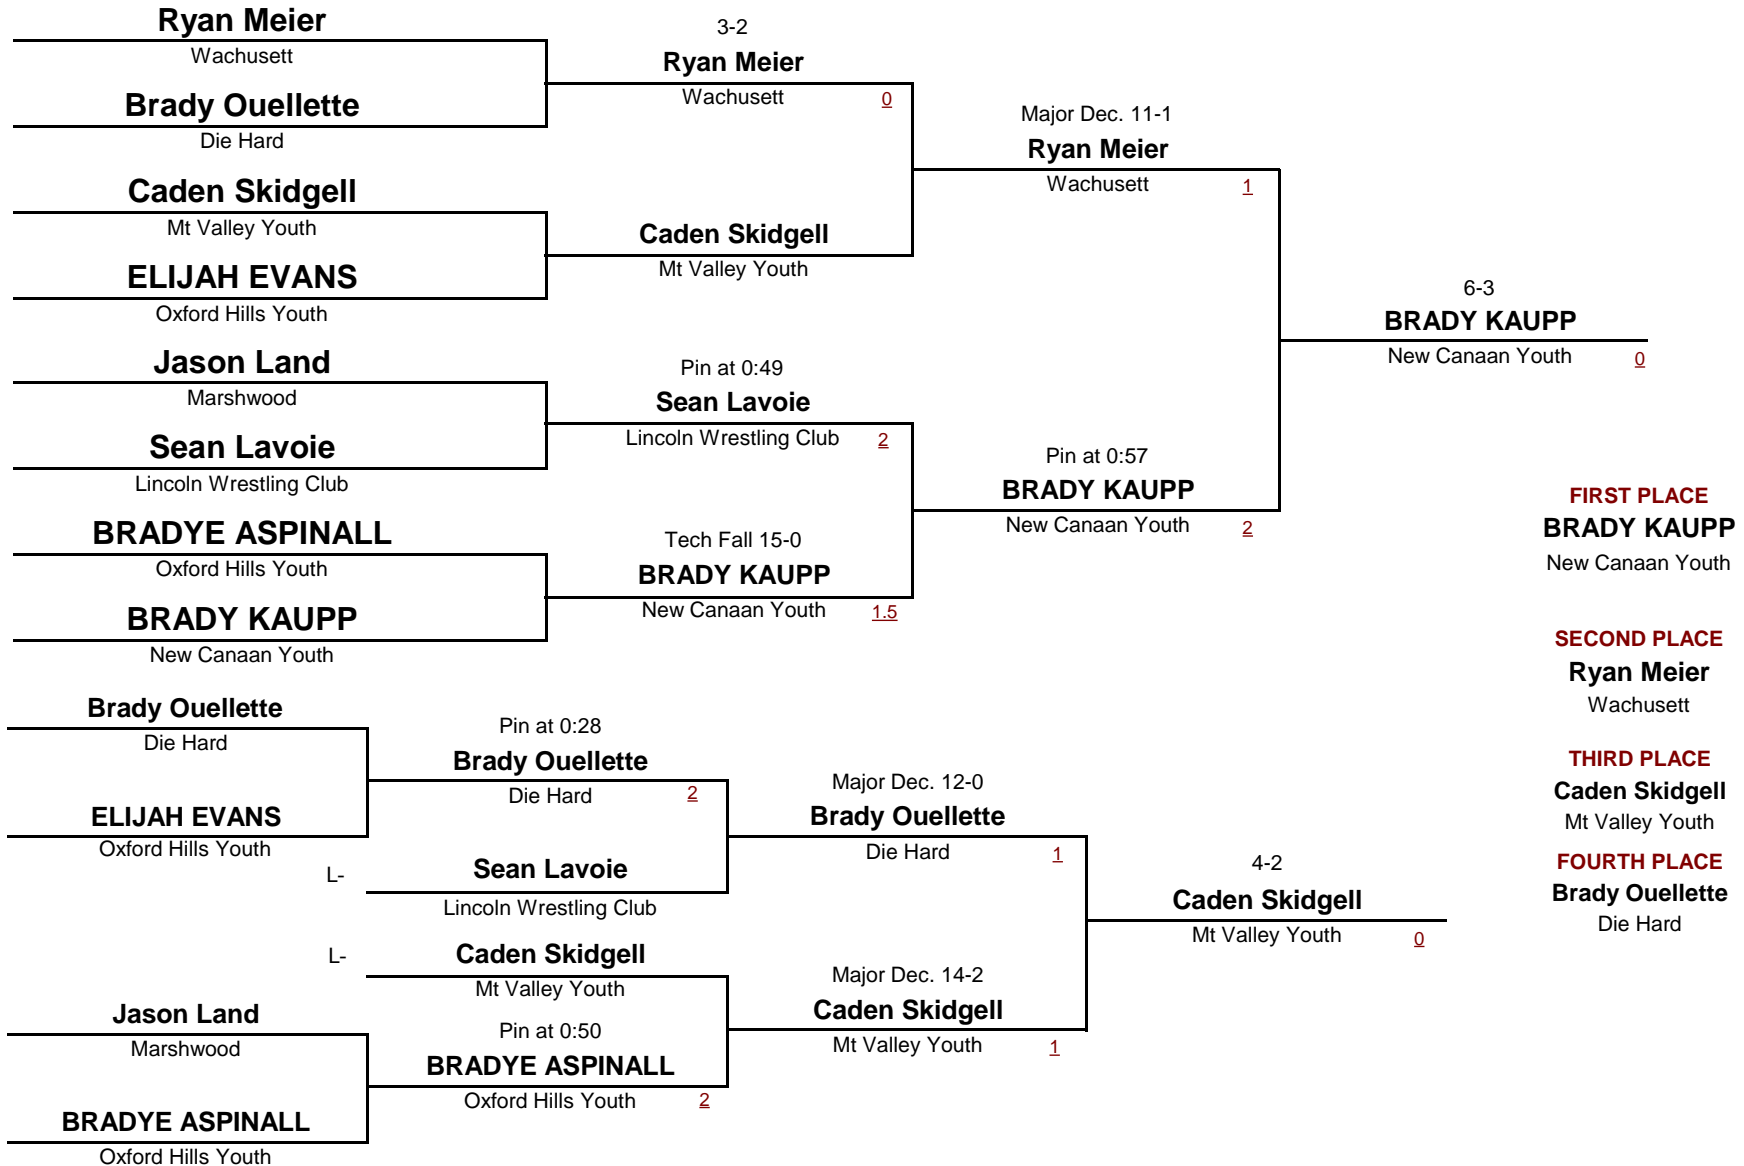 Ryan Meier
Wachusett
Brady Ouellette
Die Hard
Caden Skidgell
Mt Valley Youth
ELIJAH EVANS
Oxford Hills Youth
Jason Land
Marshwood
Sean Lavoie
Lincoln Wrestling Club
BRADYE ASPINALL
Oxford Hills Youth
BRADY KAUPP
New Canaan Youth
3-2
Ryan Meier
Wachusett
0
Caden Skidgell
Mt Valley Youth
Pin at 0:49
Sean Lavoie
Lincoln Wrestling Club
2
Tech Fall 15-0
BRADY KAUPP
New Canaan Youth
1.5
Major Dec. 11-1
Ryan Meier
Wachusett
1
Pin at 0:57
BRADY KAUPP
New Canaan Youth
2
6-3
BRADY KAUPP
New Canaan Youth
0
FIRST PLACE
BRADY KAUPP
New Canaan Youth
SECOND PLACE
Ryan Meier
Wachusett
THIRD PLACE
Caden Skidgell
Mt Valley Youth
FOURTH PLACE
Brady Ouellette
Die Hard
Brady Ouellette
Die Hard
ELIJAH EVANS
Oxford Hills Youth
Jason Land
Marshwood
BRADYE ASPINALL
Oxford Hills Youth
Pin at 0:28
Brady Ouellette
Die Hard
2
L-
Sean Lavoie
Lincoln Wrestling Club
L-
Caden Skidgell
Mt Valley Youth
Pin at 0:50
BRADYE ASPINALL
Oxford Hills Youth
2
Major Dec. 12-0
Brady Ouellette
Die Hard
1
Major Dec. 14-2
Caden Skidgell
Mt Valley Youth
1
4-2
Caden Skidgell
Mt Valley Youth
0